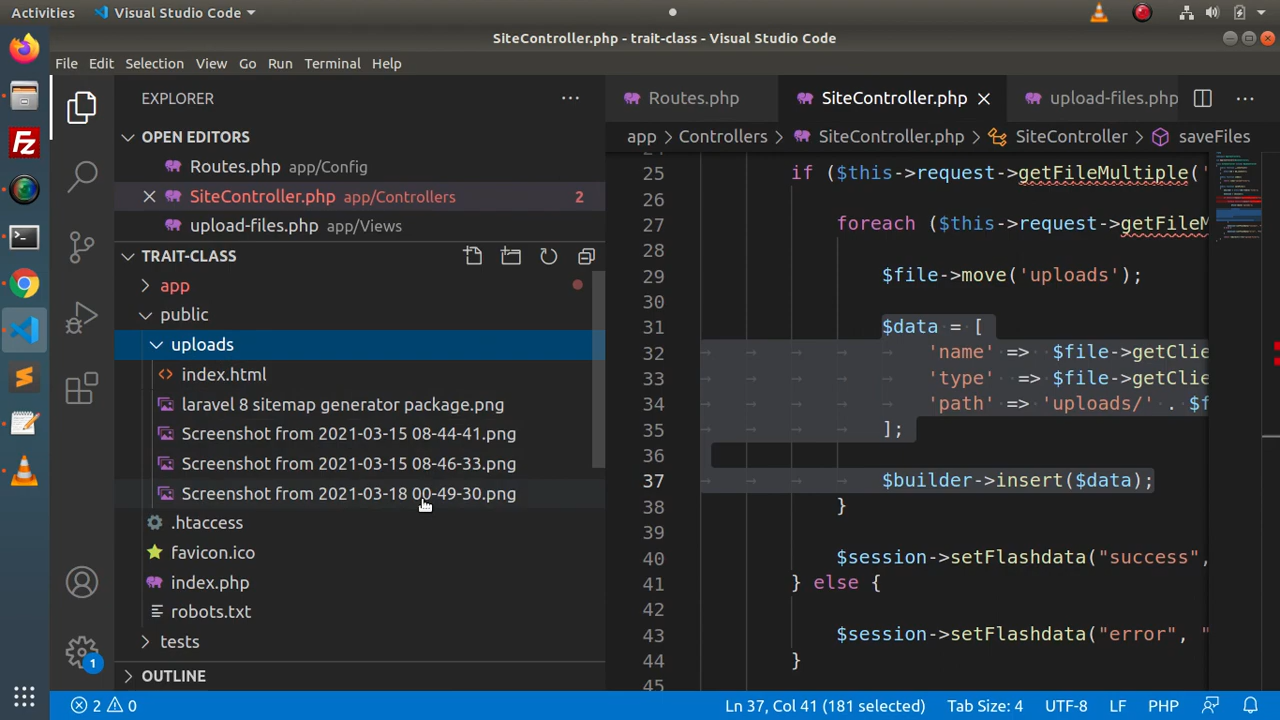 Activities
Visual Studio Code
SiteController.php - trait-class - Visual Studio Code
File Edit Selection View Go Run Terminal Help
EXPLORER
OPEN EDITORS
Routes.php app/Config
SiteController.php app/Controllers 2
upload-files.php app/Views
TRAIT-CLASS
app
public
uploads
index.html
laravel 8 sitemap generator package.png
Screenshot from 2021-03-15 08-44-41.png
Screenshot from 2021-03-15 08-46-33.png
Screenshot from 2021-03-18 00-49-30.png
.htaccess
favicon.ico
index.php
robots.txt
tests
OUTLINE
1
Routes.php
SiteController.php
upload-files.php
app > Controllers > SiteController.php > SiteController > saveFiles
25 if ($this->request->getFileMultiple('
26
27 foreach ($this->request->getFileM
28
29 $file->move('uploads');
30
31 $data = [
32 'name' => $file->getClie
33 'type' => $file->getClie
34 'path' => 'uploads/' . $f
35 ];
36
37 $builder->insert($data);
38 }
39
40 $session->setFlashdata("success",
41 } else {
42
43 $session->setFlashdata("error", "
44 }
45
2 0
Ln 37, Col 41 (181 selected) Tab Size: 4 UTF-8 LF PHP